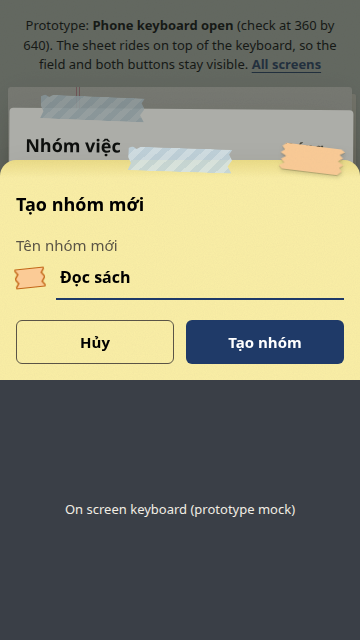 Prototype: Phone keyboard open (check at 360 by
640). The sheet rides on top of the keyboard, so the
field and both buttons stay visible. All screens
Nhóm việc
Tạo nhóm mới
Tên nhóm mới
Đọc sách
Hủy
Tạo nhóm
On screen keyboard (prototype mock)